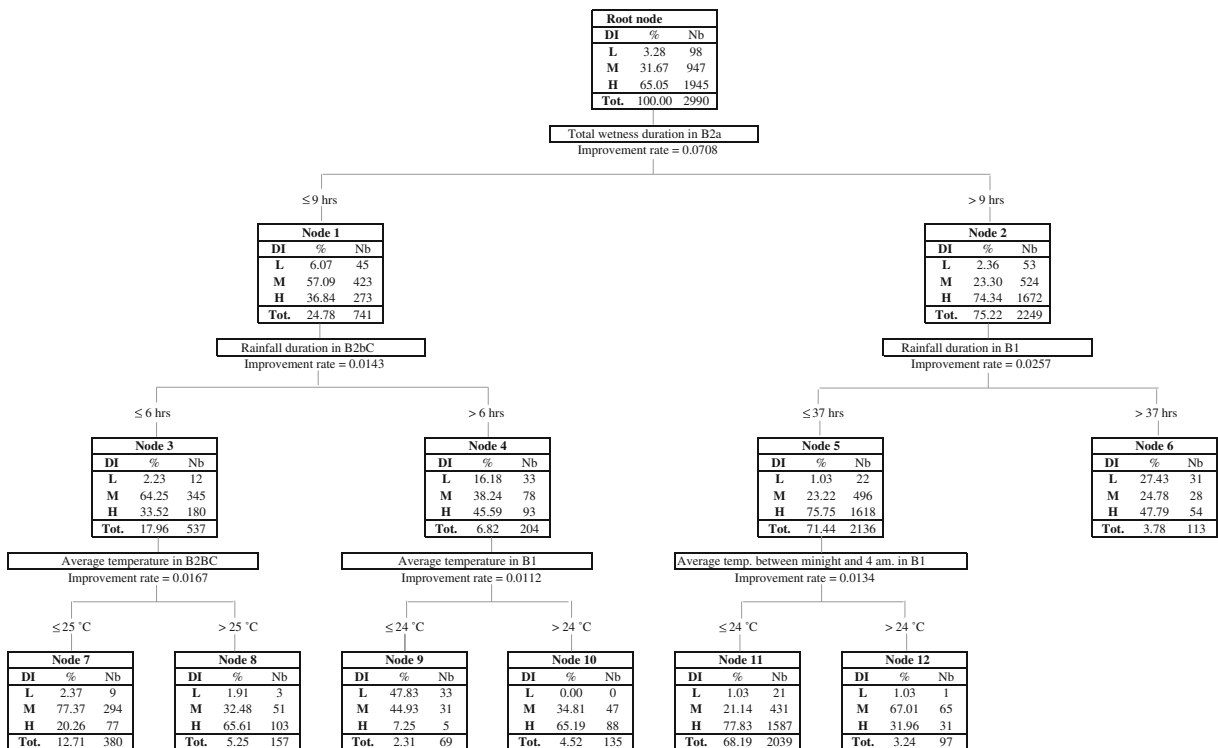 Root node
DI % Nb
L 3.28 98
M 31.67 947
H 65.05 1945
Tot. 100.00 2990
Total wetness duration in B2a
Improvement rate = 0.0708
≤ 9 hrs
> 9 hrs
Node 1
DI % Nb
L 6.07 45
M 57.09 423
H 36.84 273
Tot. 24.78 741
Node 2
DI % Nb
L 2.36 53
M 23.30 524
H 74.34 1672
Tot. 75.22 2249
Rainfall duration in B2bC
Improvement rate = 0.0143
Rainfall duration in B1
Improvement rate = 0.0257
≤ 6 hrs
> 6 hrs
≤ 37 hrs
> 37 hrs
Node 3
DI % Nb
L 2.23 12
M 64.25 345
H 33.52 180
Tot. 17.96 537
Node 4
DI % Nb
L 16.18 33
M 38.24 78
H 45.59 93
Tot. 6.82 204
Node 5
DI % Nb
L 1.03 22
M 23.22 496
H 75.75 1618
Tot. 71.44 2136
Node 6
DI % Nb
L 27.43 31
M 24.78 28
H 47.79 54
Tot. 3.78 113
Average temperature in B2BC
Improvement rate = 0.0167
Average temperature in B1
Improvement rate = 0.0112
Average temp. between minight and 4 am. in B1
Improvement rate = 0.0134
≤ 25 °C
> 25 °C
≤ 24 °C
> 24 °C
≤ 24 °C
> 24 °C
Node 7
DI % Nb
L 2.37 9
M 77.37 294
H 20.26 77
Tot. 12.71 380
Node 8
DI % Nb
L 1.91 3
M 32.48 51
H 65.61 103
Tot. 5.25 157
Node 9
DI % Nb
L 47.83 33
M 44.93 31
H 7.25 5
Tot. 2.31 69
Node 10
DI % Nb
L 0.00 0
M 34.81 47
H 65.19 88
Tot. 4.52 135
Node 11
DI % Nb
L 1.03 21
M 21.14 431
H 77.83 1587
Tot. 68.19 2039
Node 12
DI % Nb
L 1.03 1
M 67.01 65
H 31.96 31
Tot. 3.24 97